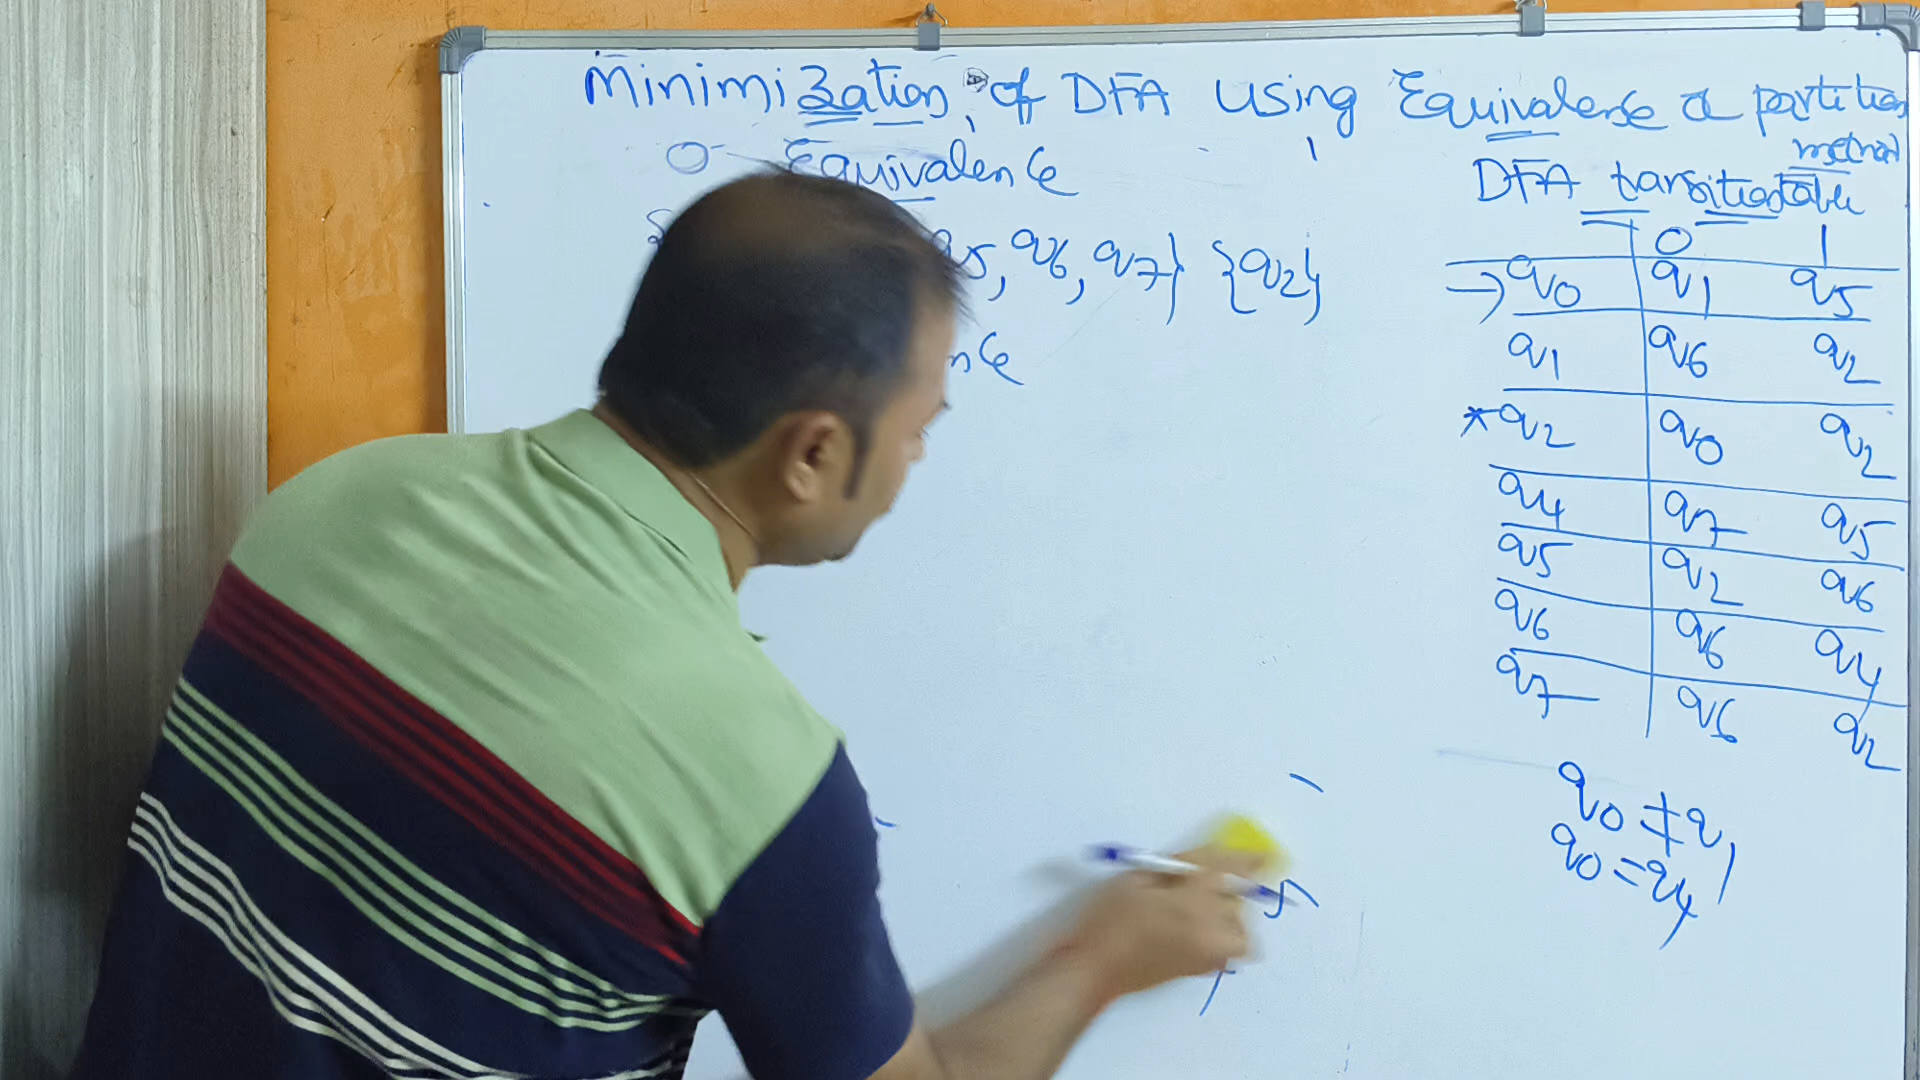 Minimization of DFA using Equivalence or partition
method
0- Equivalence
q5, q6, q7} {q2}
nce
DFA transition table
0 1
→ q0 q1 q5
q1 q6 q2
* q2 q0 q2
q4 q7 q5
q5 q2 q6
q6 q6 q4
q7 q6 q2
q0 ≠ q1
q0 = q4